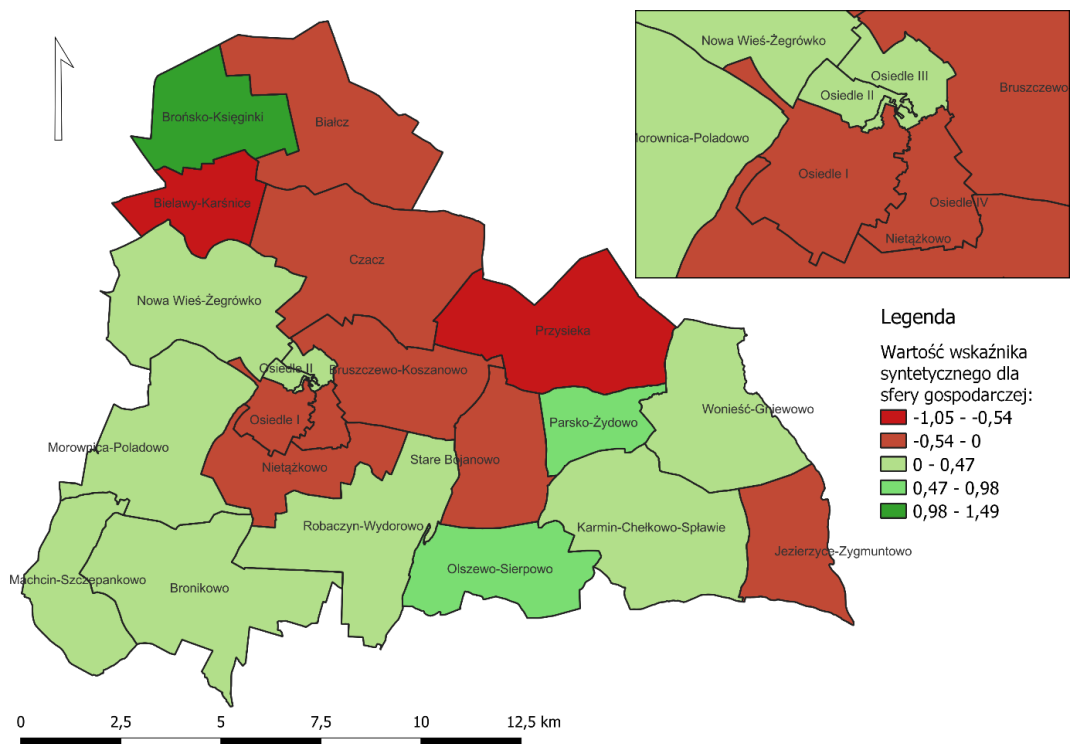 Brońsko-Księginki
Białcz
Bielawy-Karśnice
Czacz
Nowa Wieś-Żegrówko
Przysieka
Osiedle II
Bruszczewo-Koszanowo
Osiedle I
Wonieść-Gniewowo
Parsko-Żydowo
Morownica-Poladowo
Nietążkowo
Stare Bojanowo
Robaczyn-Wydorowo
Karmin-Chełkowo-Spławie
Jezierzyce-Zygmuntowo
Olszewo-Sierpowo
Machcin-Szczepankowo
Bronikowo
0 2,5 5 7,5 10 12,5 km
Nowa Wieś-Żegrówko
Osiedle III
Osiedle II
Bruszczewo
Morownica-Poladowo
Osiedle I
Osiedle IV
Nietążkowo
Legenda
Wartość wskaźnika
syntetycznego dla
sfery gospodarczej:
-1,05 - -0,54
-0,54 - 0
0 - 0,47
0,47 - 0,98
0,98 - 1,49